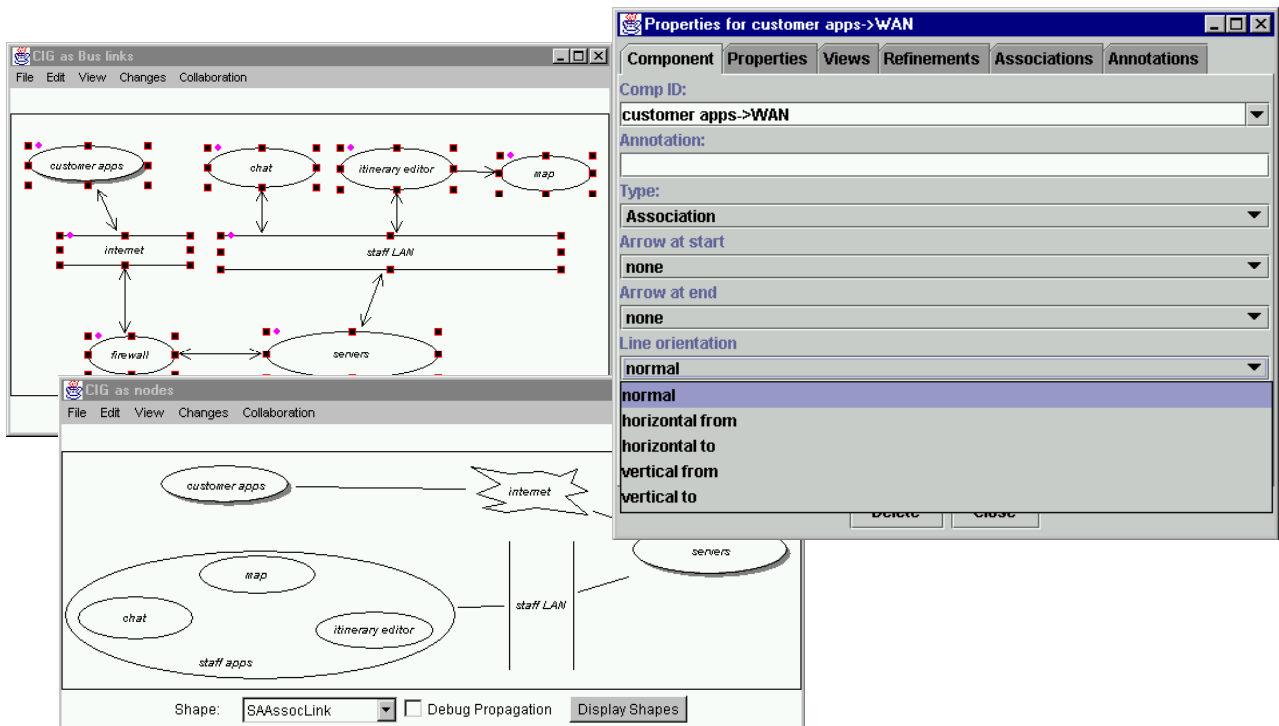 CIG as Bus links
File Edit View Changes Collaboration
customer apps
chat
itinerary editor
map
internet
staff LAN
firewall
servers
Properties for customer apps->WAN
Component Properties Views Refinements Associations Annotations
Comp ID:
customer apps->WAN
Annotation:
Type:
Association
Arrow at start
none
Arrow at end
none
Line orientation
normal
normal
horizontal from
horizontal to
vertical from
vertical to
Delete Close
CIG as nodes
File Edit View Changes Collaboration
customer apps
internet
servers
map
chat
itinerary editor
staff apps
staff LAN
Shape: SAAssocLink Debug Propagation Display Shapes